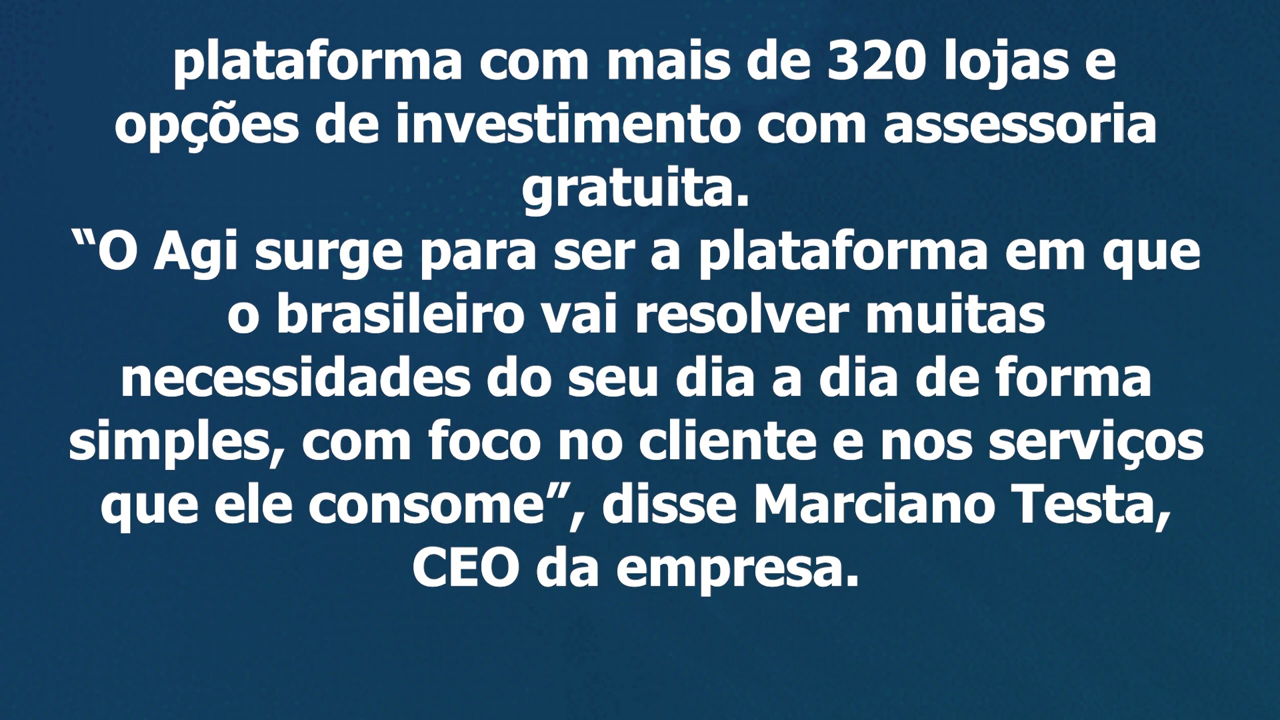 plataforma com mais de 320 lojas e
opções de investimento com assessoria
gratuita.
“O Agi surge para ser a plataforma em que
o brasileiro vai resolver muitas
necessidades do seu dia a dia de forma
simples, com foco no cliente e nos serviços
que ele consome”, disse Marciano Testa,
CEO da empresa.